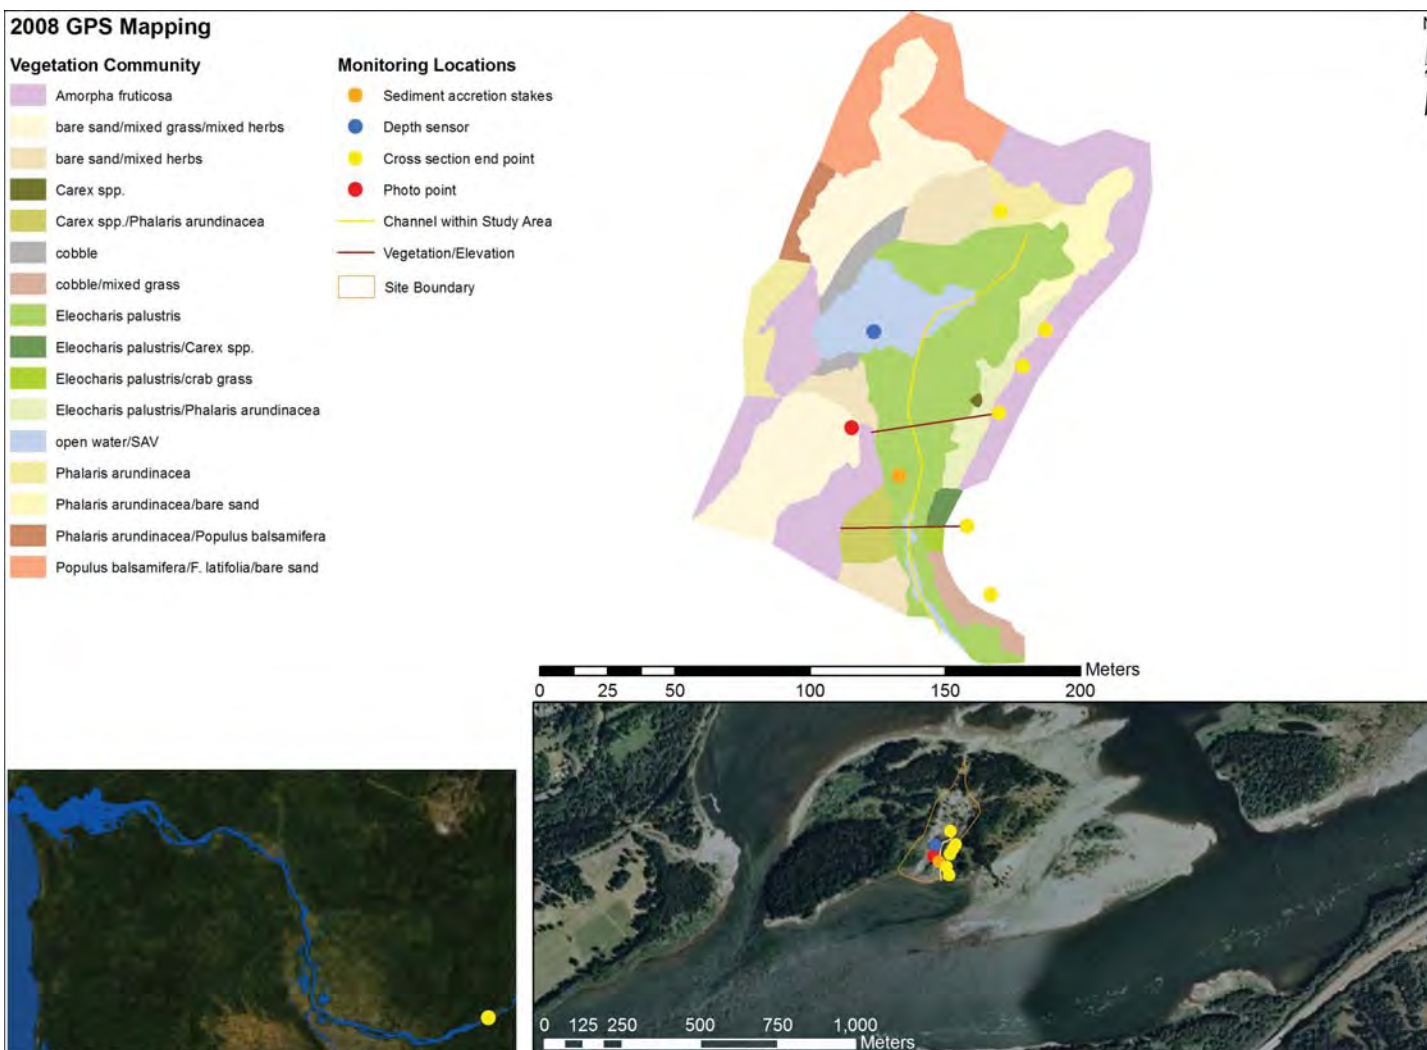 2008 GPS Mapping
Vegetation Community
Amorpha fruticosa
bare sand/mixed grass/mixed herbs
bare sand/mixed herbs
Carex spp.
Carex spp./Phalaris arundinacea
cobble
cobble/mixed grass
Eleocharis palustris
Eleocharis palustris/Carex spp.
Eleocharis palustris/crab grass
Eleocharis palustris/Phalaris arundinacea
open water/SAV
Phalaris arundinacea
Phalaris arundinacea/bare sand
Phalaris arundinacea/Populus balsamifera
Populus balsamifera/F. latifolia/bare sand
Monitoring Locations
Sediment accretion stakes
Depth sensor
Cross section end point
Photo point
Channel within Study Area
Vegetation/Elevation
Site Boundary
Meters
0 25 50 100 150 200
0 125 250 500 750 1,000
Meters